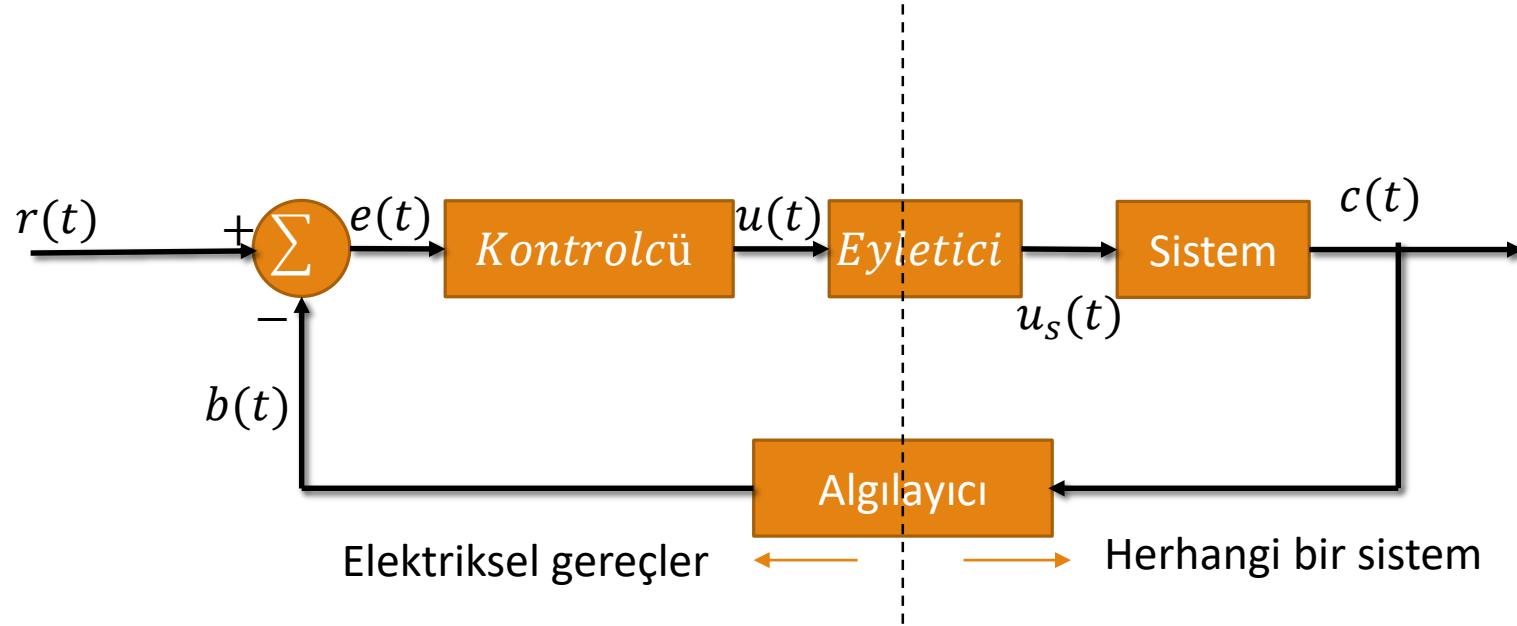 r(t)
+
∑
e(t)
Kontrolcü
u(t)
Eyletici
u_s(t)
Sistem
c(t)
−
b(t)
Algılayıcı
Elektriksel gereçler
Herhangi bir sistem